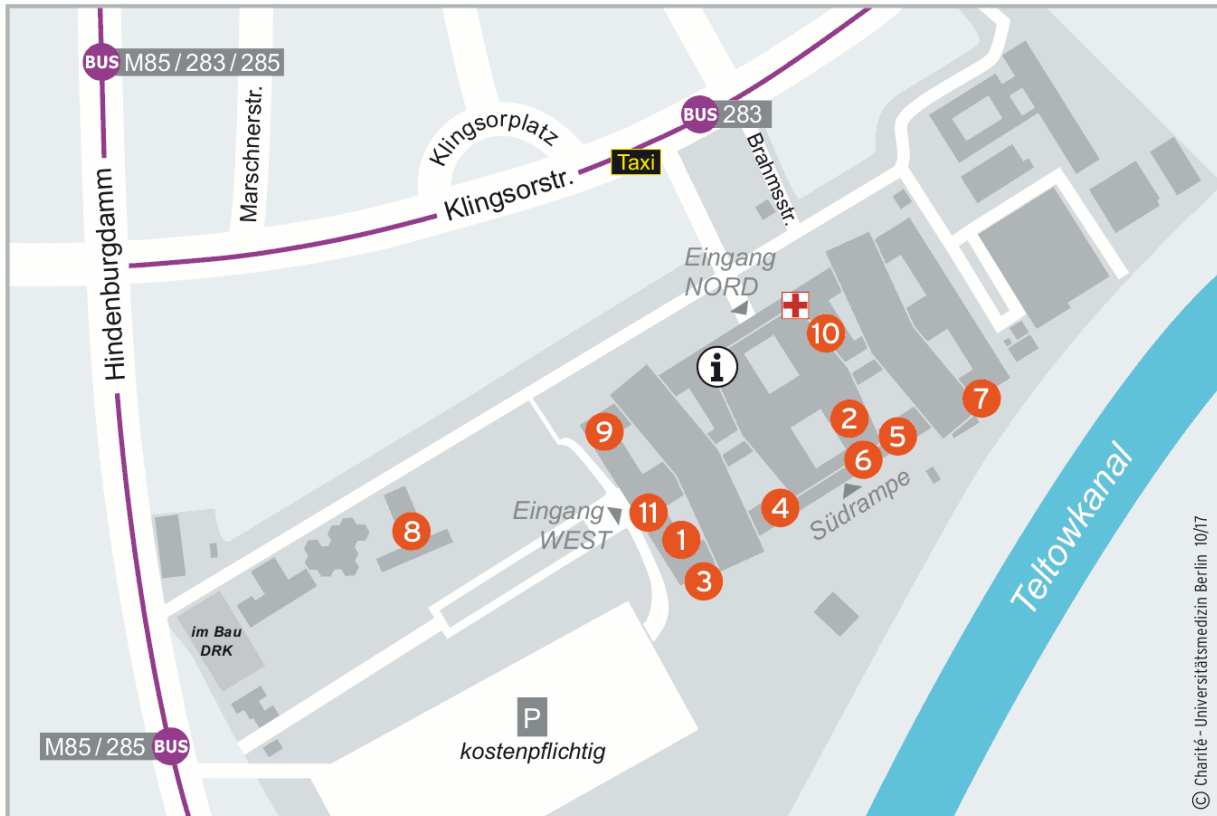 BUS M85 / 283 / 285
Marschnerstr.
Klingsorplatz
BUS 283
Taxi
Brahmsstr.
Klingsorstr.
Hindenburgdamm
Eingang
NORD
10
i
7
2
9
5
6
Eingang
WEST
11
4
Südrampe
8
1
3
Teltowkanal
im Bau
DRK
P
kostenpflichtig
M85 / 285 BUS
© Charité - Universitätsmedizin Berlin 10/17